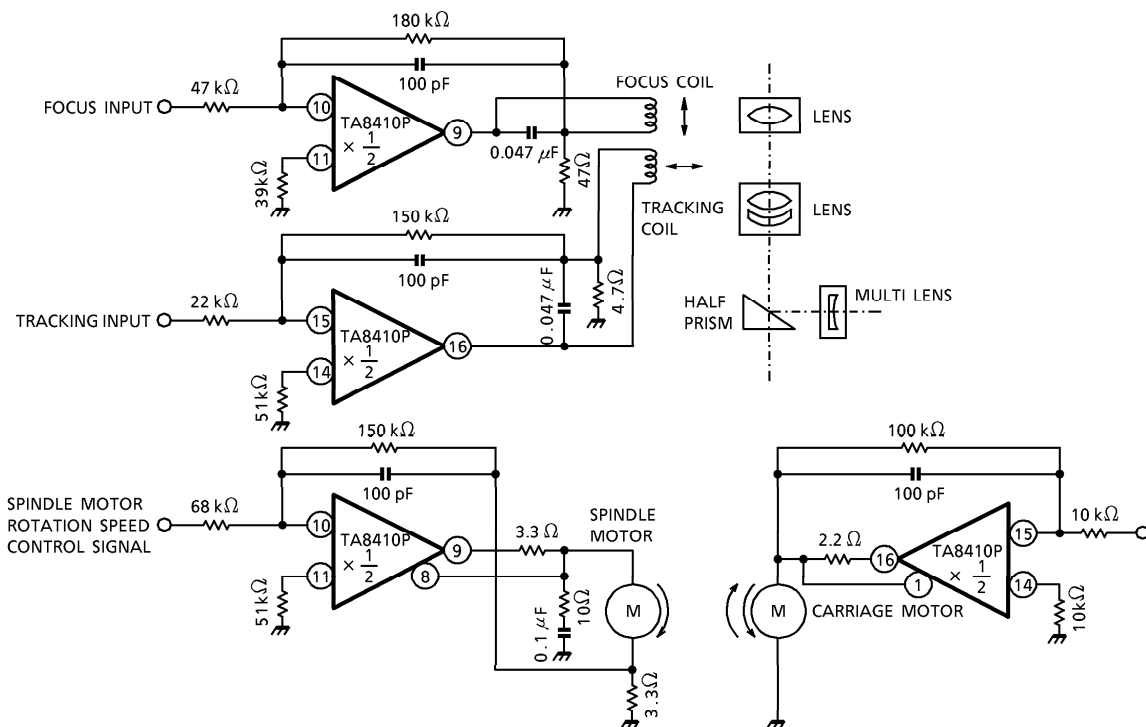 180 kΩ
100 pF
47 kΩ
FOCUS INPUT
10
TA8410P
× 1/2
9
11
39kΩ
0.047 μF
47Ω
FOCUS COIL
LENS
150 kΩ
100 pF
TRACKING
COIL
LENS
22 kΩ
TRACKING INPUT
15
TA8410P
× 1/2
16
14
51kΩ
0.047 μF
4.7Ω
HALF
PRISM
MULTI LENS
150 kΩ
100 pF
SPINDLE MOTOR
ROTATION SPEED
CONTROL SIGNAL
68 kΩ
10
TA8410P
× 1/2
9
8
11
51kΩ
3.3 Ω
10Ω
0.1 μF
SPINDLE
MOTOR
M
3.3Ω
100 kΩ
100 pF
10 kΩ
15
2.2 Ω
16
TA8410P
× 1/2
1
14
10kΩ
M
CARRIAGE MOTOR